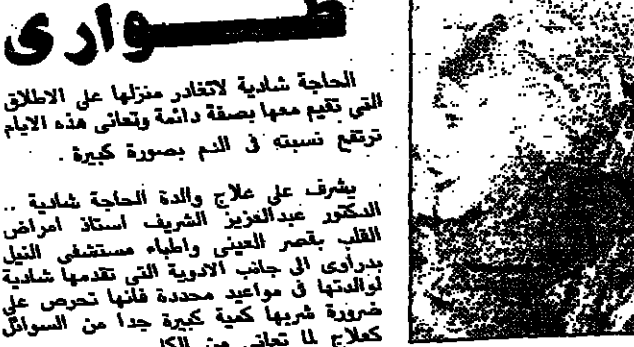 طـــوارى
الحاجة شادية لاتغادر منزلها على الاطلاق
التى تقيم معها بصفة دائمة وتعانى هذه الايام
ترتفع نسبته فى الدم بصورة كبيرة .
يشرف على علاج والدة الحاجة شادية ..
الدكتور عبدالعزيز الشريف استاذ امراض
القلب بقصر العينى واطباء مستشفى النيل
بدراوى الى جانب الادوية التى تقدمها شادية
لوالدتها فى مواعيد محددة فانها تحرص على
ضرورة شربها كمية كبيرة جدا من السوائل
كعلاج لما تعانى من